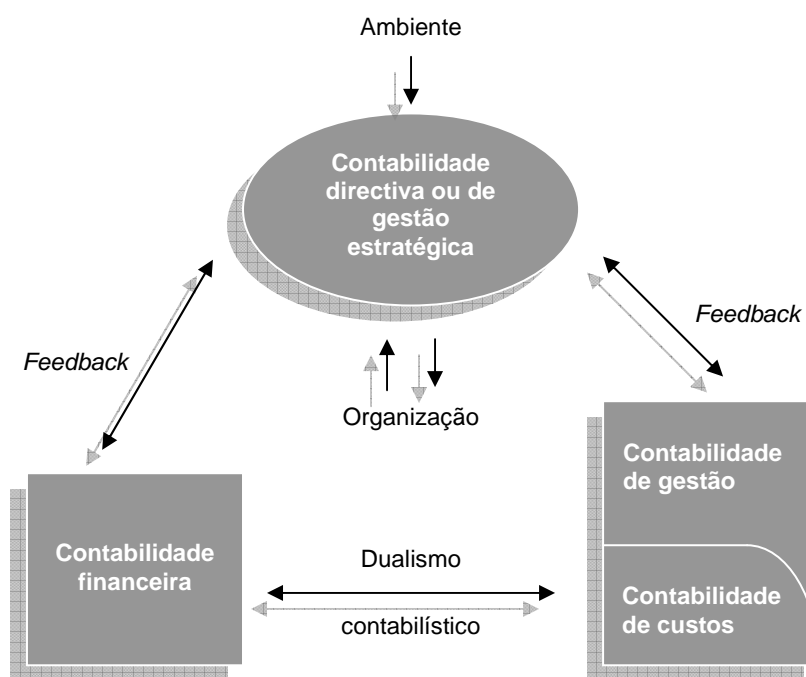 Ambiente
Contabilidade
directiva ou de
gestão
estratégica
Feedback
Feedback
Organização
Contabilidade
de gestão
Contabilidade
financeira
Dualismo
contabilístico
Contabilidade
de custos